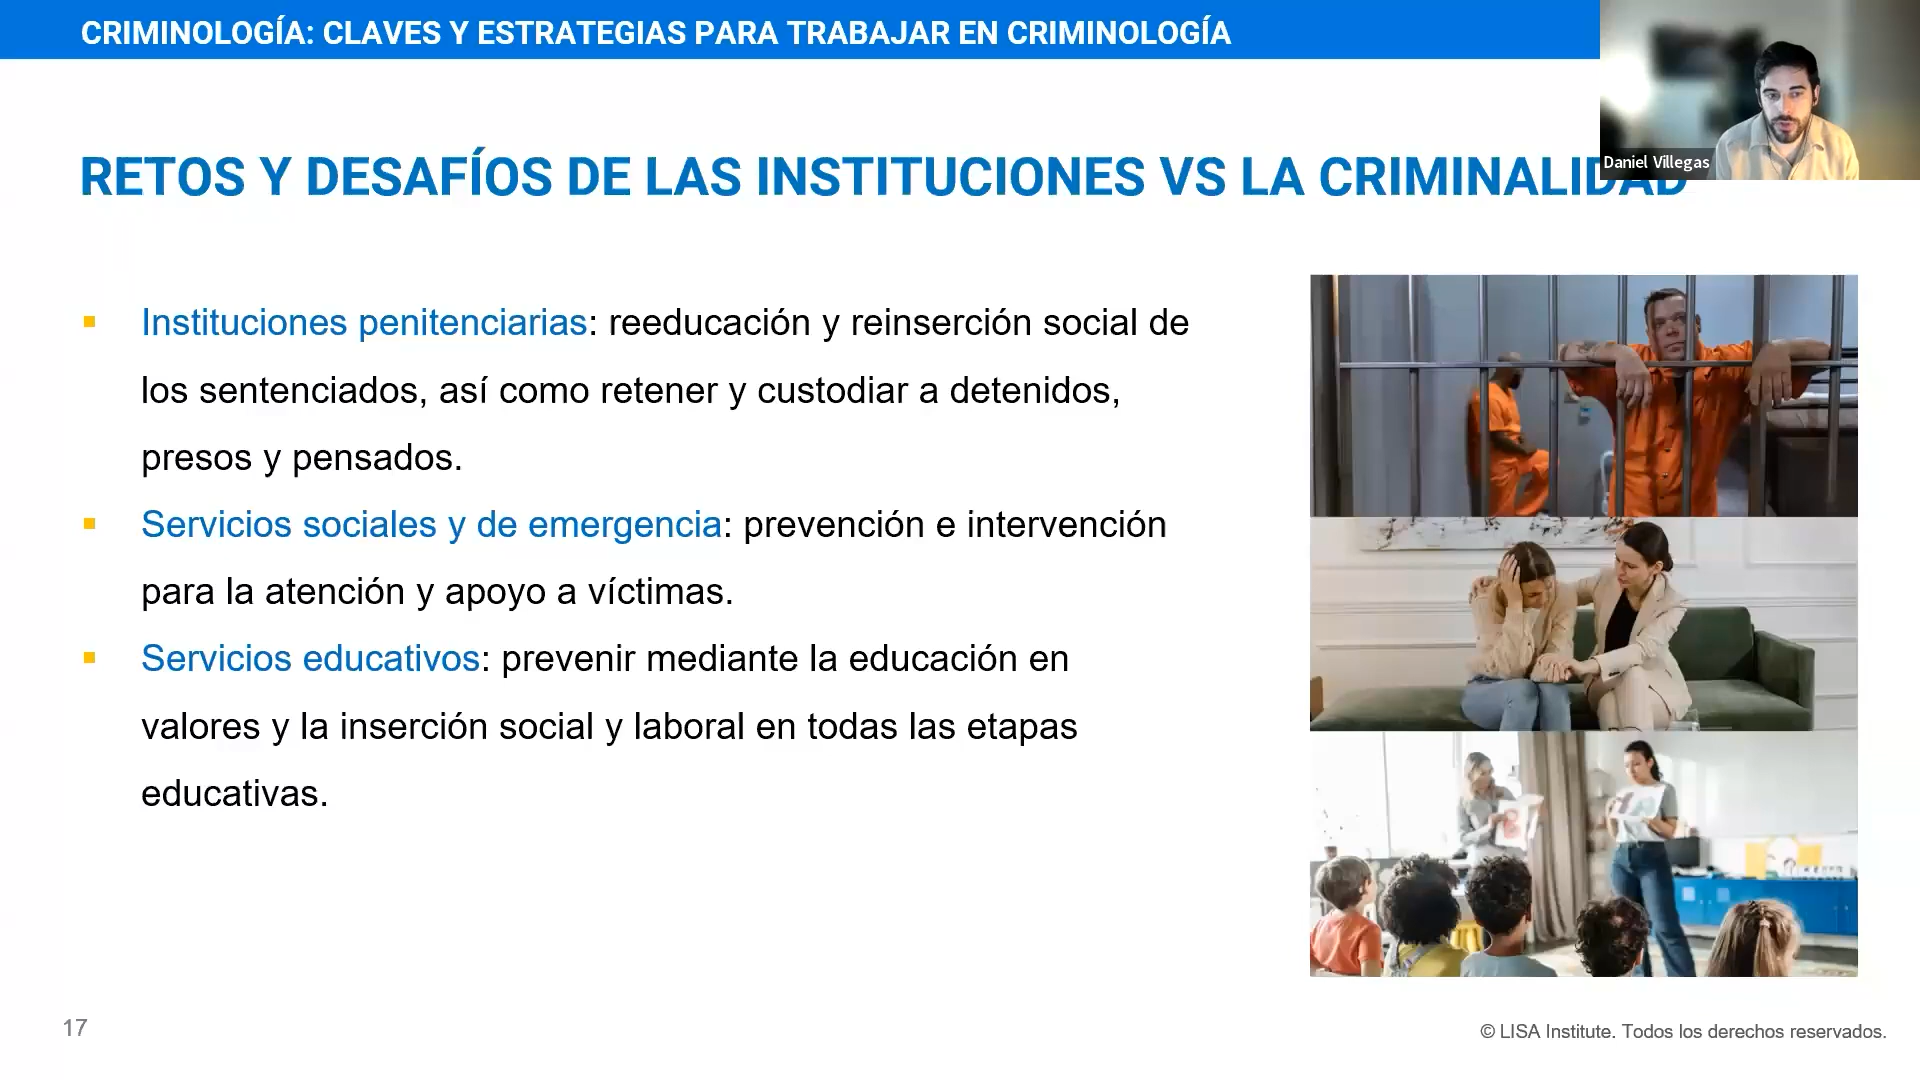 CRIMINOLOGÍA: CLAVES Y ESTRATEGIAS PARA TRABAJAR EN CRIMINOLOGÍA
Daniel Villegas
RETOS Y DESAFÍOS DE LAS INSTITUCIONES VS LA CRIMINALIDAD
Instituciones penitenciarias: reeducación y reinserción social de
los sentenciados, así como retener y custodiar a detenidos,
presos y pensados.
Servicios sociales y de emergencia: prevención e intervención
para la atención y apoyo a víctimas.
Servicios educativos: prevenir mediante la educación en
valores y la inserción social y laboral en todas las etapas
educativas.
17
© LISA Institute. Todos los derechos reservados.